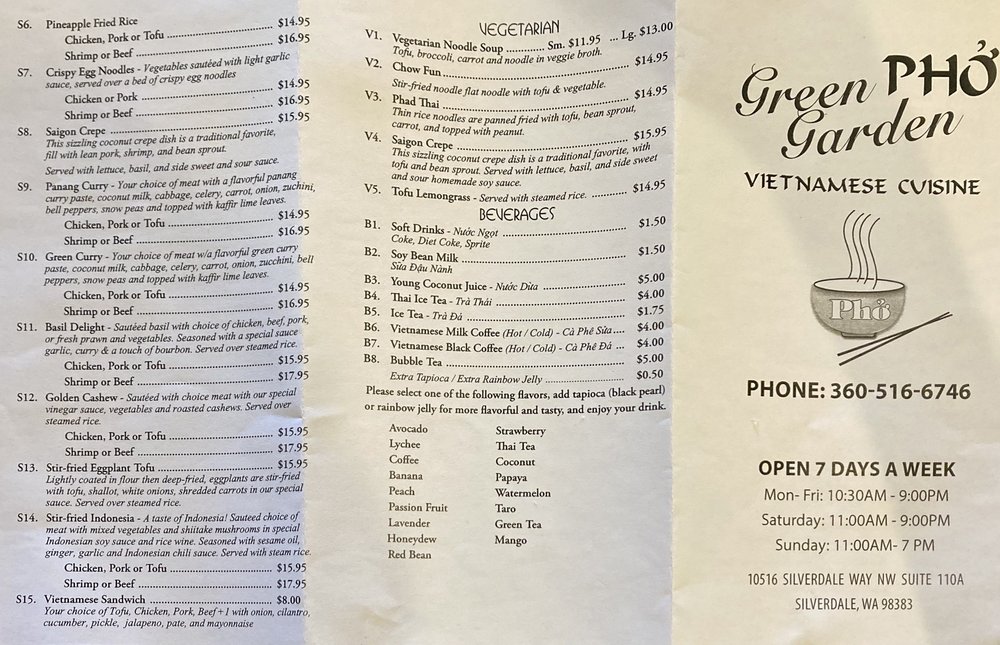 S6. Pineapple Fried Rice
Chicken, Pork or Tofu $14.95
Shrimp or Beef $16.95
S7. Crispy Egg Noodles - Vegetables sautéed with light garlic
sauce, served over a bed of crispy egg noodles
Chicken or Pork $14.95
Shrimp or Beef $16.95
S8. Saigon Crepe $15.95
This sizzling coconut crepe dish is a traditional favorite,
fill with lean pork, shrimp, and bean sprout.
Served with lettuce, basil, and side sweet and sour sauce.
S9. Panang Curry - Your choice of meat with a flavorful panang
curry paste, coconut milk, cabbage, celery, carrot, onion, zuchini,
bell peppers, snow peas and topped with kaffir lime leaves.
Chicken, Pork or Tofu $14.95
Shrimp or Beef $16.95
S10. Green Curry - Your choice of meat w/a flavorful green curry
paste, coconut milk, cabbage, celery, carrot, onion, zucchini, bell
peppers, snow peas and topped with kaffir lime leaves.
Chicken, Pork or Tofu $14.95
Shrimp or Beef $16.95
S11. Basil Delight - Sautéed basil with choice of chicken, beef, pork,
or fresh prawn and vegetables. Seasoned with a special sauce
garlic, curry & a touch of bourbon. Served over steamed rice.
Chicken, Pork or Tofu $15.95
Shrimp or Beef $17.95
S12. Golden Cashew - Sautéed with choice meat with our special
vinegar sauce, vegetables and roasted cashews. Served over
steamed rice.
Chicken, Pork or Tofu $15.95
Shrimp or Beef $17.95
S13. Stir-fried Eggplant Tofu $15.95
Lightly coated in flour then deep-fried, eggplants are stir-fried
with tofu, shallot, white onions, shredded carrots in our special
sauce. Served over steamed rice.
S14. Stir-fried Indonesia - A taste of Indonesia! Sauteed choice of
meat with mixed vegetables and shiitake mushrooms in special
Indonesian soy sauce and rice wine. Seasoned with sesame oil,
ginger, garlic and Indonesian chili sauce. Served with steam rice.
Chicken, Pork or Tofu $15.95
Shrimp or Beef $17.95
S15. Vietnamese Sandwich $8.00
Your choice of Tofu, Chicken, Pork, Beef+1 with onion, cilantro,
cucumber, pickle, jalapeno, pate, and mayonnaise
VEGETARIAN
V1. Vegetarian Noodle Soup Sm. $11.95 ... Lg. $13.00
Tofu, broccoli, carrot and noodle in veggie broth.
V2. Chow Fun $14.95
Stir-fried noodle flat noodle with tofu & vegetable.
V3. Phad Thai $14.95
Thin rice noodles are panned fried with tofu, bean sprout,
carrot, and topped with peanut.
V4. Saigon Crepe $15.95
This sizzling coconut crepe dish is a traditional favorite, with
tofu and bean sprout. Served with lettuce, basil, and side sweet
and sour homemade soy sauce.
V5. Tofu Lemongrass - Served with steamed rice. $14.95
BEVERAGES
B1. Soft Drinks - Nước Ngọt $1.50
Coke, Diet Coke, Sprite
B2. Soy Bean Milk $1.50
Sữa Đậu Nành
B3. Young Coconut Juice - Nước Dừa $5.00
B4. Thai Ice Tea - Trà Thái $4.00
B5. Ice Tea - Trà Đá $1.75
B6. Vietnamese Milk Coffee (Hot / Cold) - Cà Phê Sữa $4.00
B7. Vietnamese Black Coffee (Hot / Cold) - Cà Phê Đá $4.00
B8. Bubble Tea $5.00
Extra Tapioca / Extra Rainbow Jelly $0.50
Please select one of the following flavors, add tapioca (black pearl)
or rainbow jelly for more flavorful and tasty, and enjoy your drink.
Avocado
Lychee
Coffee
Banana
Peach
Passion Fruit
Lavender
Honeydew
Red Bean
Strawberry
Thai Tea
Coconut
Papaya
Watermelon
Taro
Green Tea
Mango
Green PHỞ
Garden
VIETNAMESE CUISINE
Phở
PHONE: 360-516-6746
OPEN 7 DAYS A WEEK
Mon- Fri: 10:30AM - 9:00PM
Saturday: 11:00AM - 9:00PM
Sunday: 11:00AM- 7 PM
10516 SILVERDALE WAY NW SUITE 110A
SILVERDALE, WA 98383